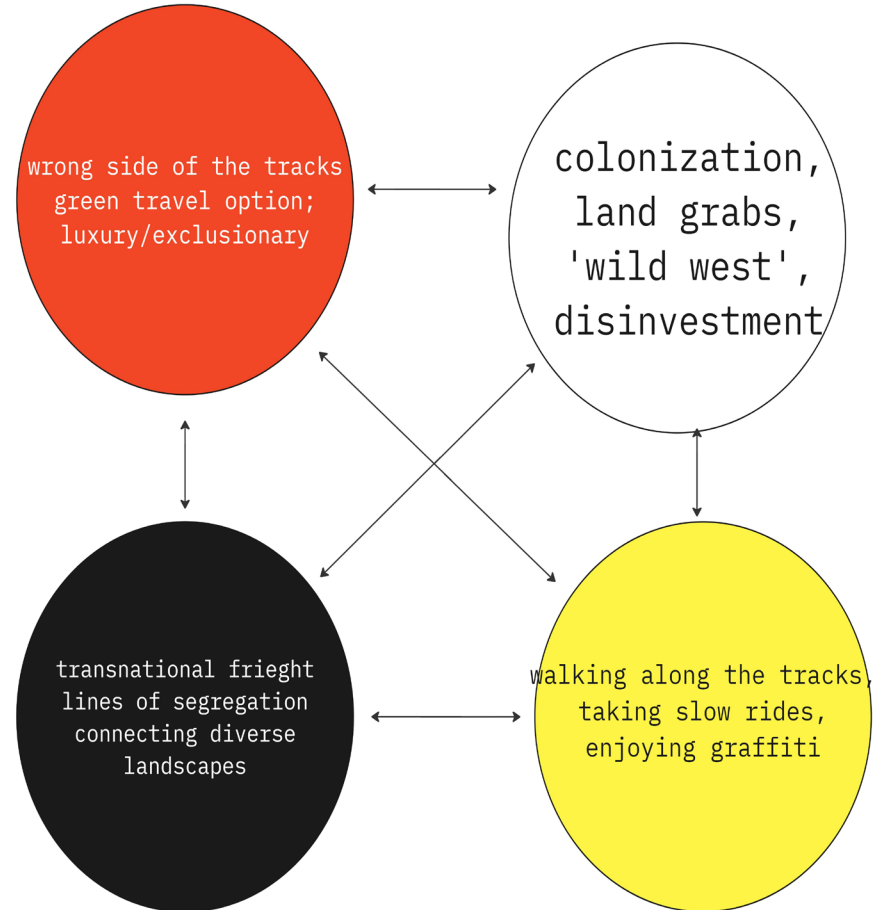 wrong side of the tracks
green travel option;
luxury/exclusionary
colonization,
land grabs,
'wild west',
disinvestment
transnational frieght
lines of segregation
connecting diverse
landscapes
walking along the tracks,
taking slow rides,
enjoying graffiti